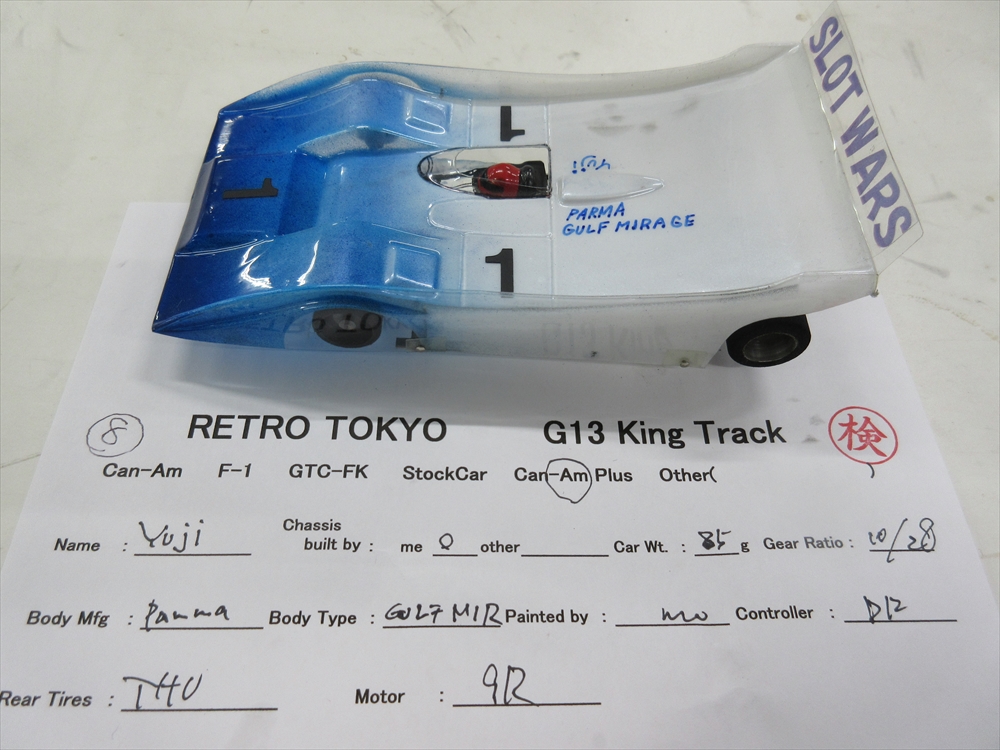 SLOT WARS
1
1
PARMA
GULF MIRAGE
1
8 RETRO TOKYO G13 King Track 検
Can-Am F-1 GTC-FK StockCar Can-Am Plus Other( )
Name : Yuji Chassis built by : me O other Car Wt. : 85 g Gear Ratio : 10/28
Body Mfg : Parma Body Type : GULF MIR Painted by : Controller : 
Rear Tires : Motor : 9R